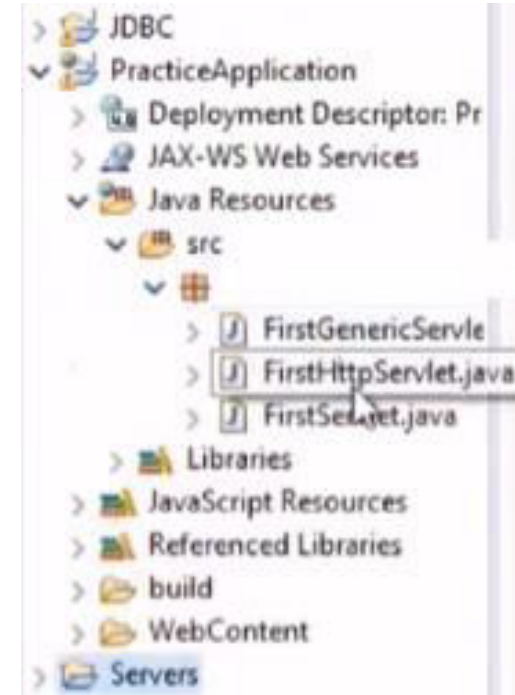 JDBC
PracticeApplication
Deployment Descriptor: Pr
JAX-WS Web Services
Java Resources
src
FirstGenericServle
FirstHttpServlet.java
FirstServlet.java
Libraries
JavaScript Resources
Referenced Libraries
build
WebContent
Servers